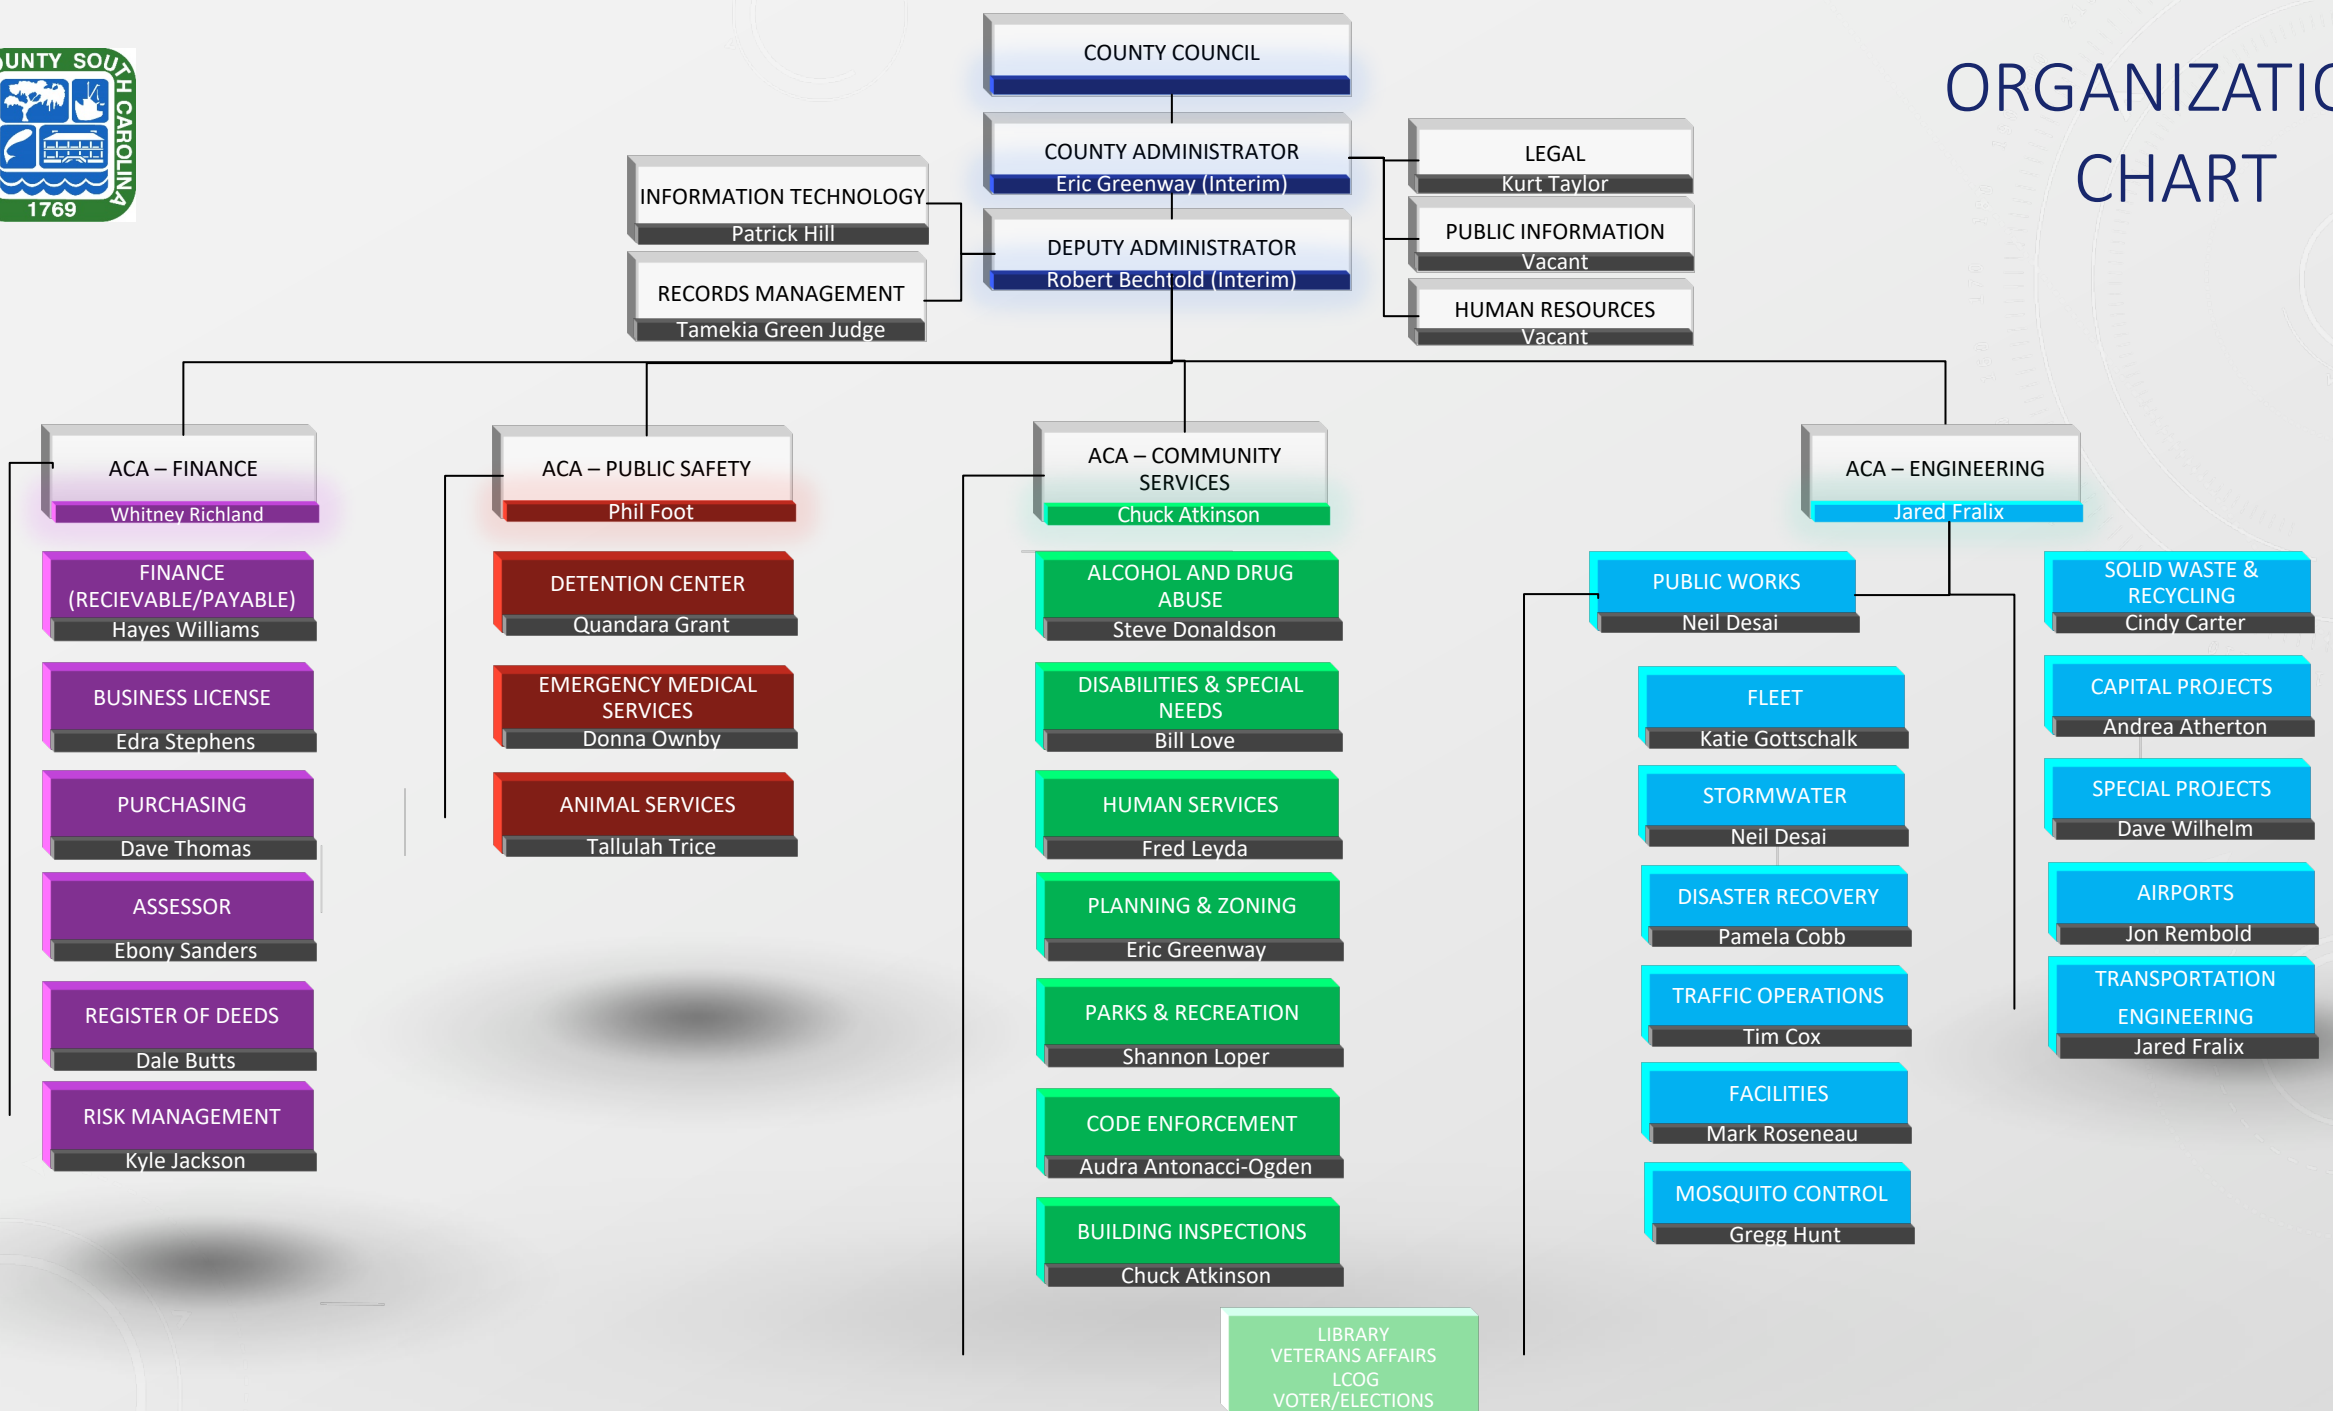 COUNTY COUNCIL
ORGANIZATIO
CHART
SOUTH CAROLINA
1769
COUNTY ADMINISTRATOR
Eric Greenway (Interim)
LEGAL
Kurt Taylor
INFORMATION TECHNOLOGY
Patrick Hill
PUBLIC INFORMATION
Vacant
DEPUTY ADMINISTRATOR
Robert Bechtold (Interim)
RECORDS MANAGEMENT
Tamekia Green Judge
HUMAN RESOURCES
Vacant
ACA – FINANCE
Whitney Richland
FINANCE
(RECIEVABLE/PAYABLE)
Hayes Williams
BUSINESS LICENSE
Edra Stephens
PURCHASING
Dave Thomas
ASSESSOR
Ebony Sanders
REGISTER OF DEEDS
Dale Butts
RISK MANAGEMENT
Kyle Jackson
ACA – PUBLIC SAFETY
Phil Foot
DETENTION CENTER
Quandara Grant
EMERGENCY MEDICAL
SERVICES
Donna Ownby
ANIMAL SERVICES
Tallulah Trice
ACA – COMMUNITY
SERVICES
Chuck Atkinson
ALCOHOL AND DRUG
ABUSE
Steve Donaldson
DISABILITIES & SPECIAL
NEEDS
Bill Love
HUMAN SERVICES
Fred Leyda
PLANNING & ZONING
Eric Greenway
PARKS & RECREATION
Shannon Loper
CODE ENFORCEMENT
Audra Antonacci-Ogden
BUILDING INSPECTIONS
Chuck Atkinson
LIBRARY
VETERANS AFFAIRS
LCOG
VOTER/ELECTIONS
ACA – ENGINEERING
Jared Fralix
PUBLIC WORKS
Neil Desai
FLEET
Katie Gottschalk
STORMWATER
Neil Desai
DISASTER RECOVERY
Pamela Cobb
TRAFFIC OPERATIONS
Tim Cox
FACILITIES
Mark Roseneau
MOSQUITO CONTROL
Gregg Hunt
SOLID WASTE &
RECYCLING
Cindy Carter
CAPITAL PROJECTS
Andrea Atherton
SPECIAL PROJECTS
Dave Wilhelm
AIRPORTS
Jon Rembold
TRANSPORTATION
ENGINEERING
Jared Fralix